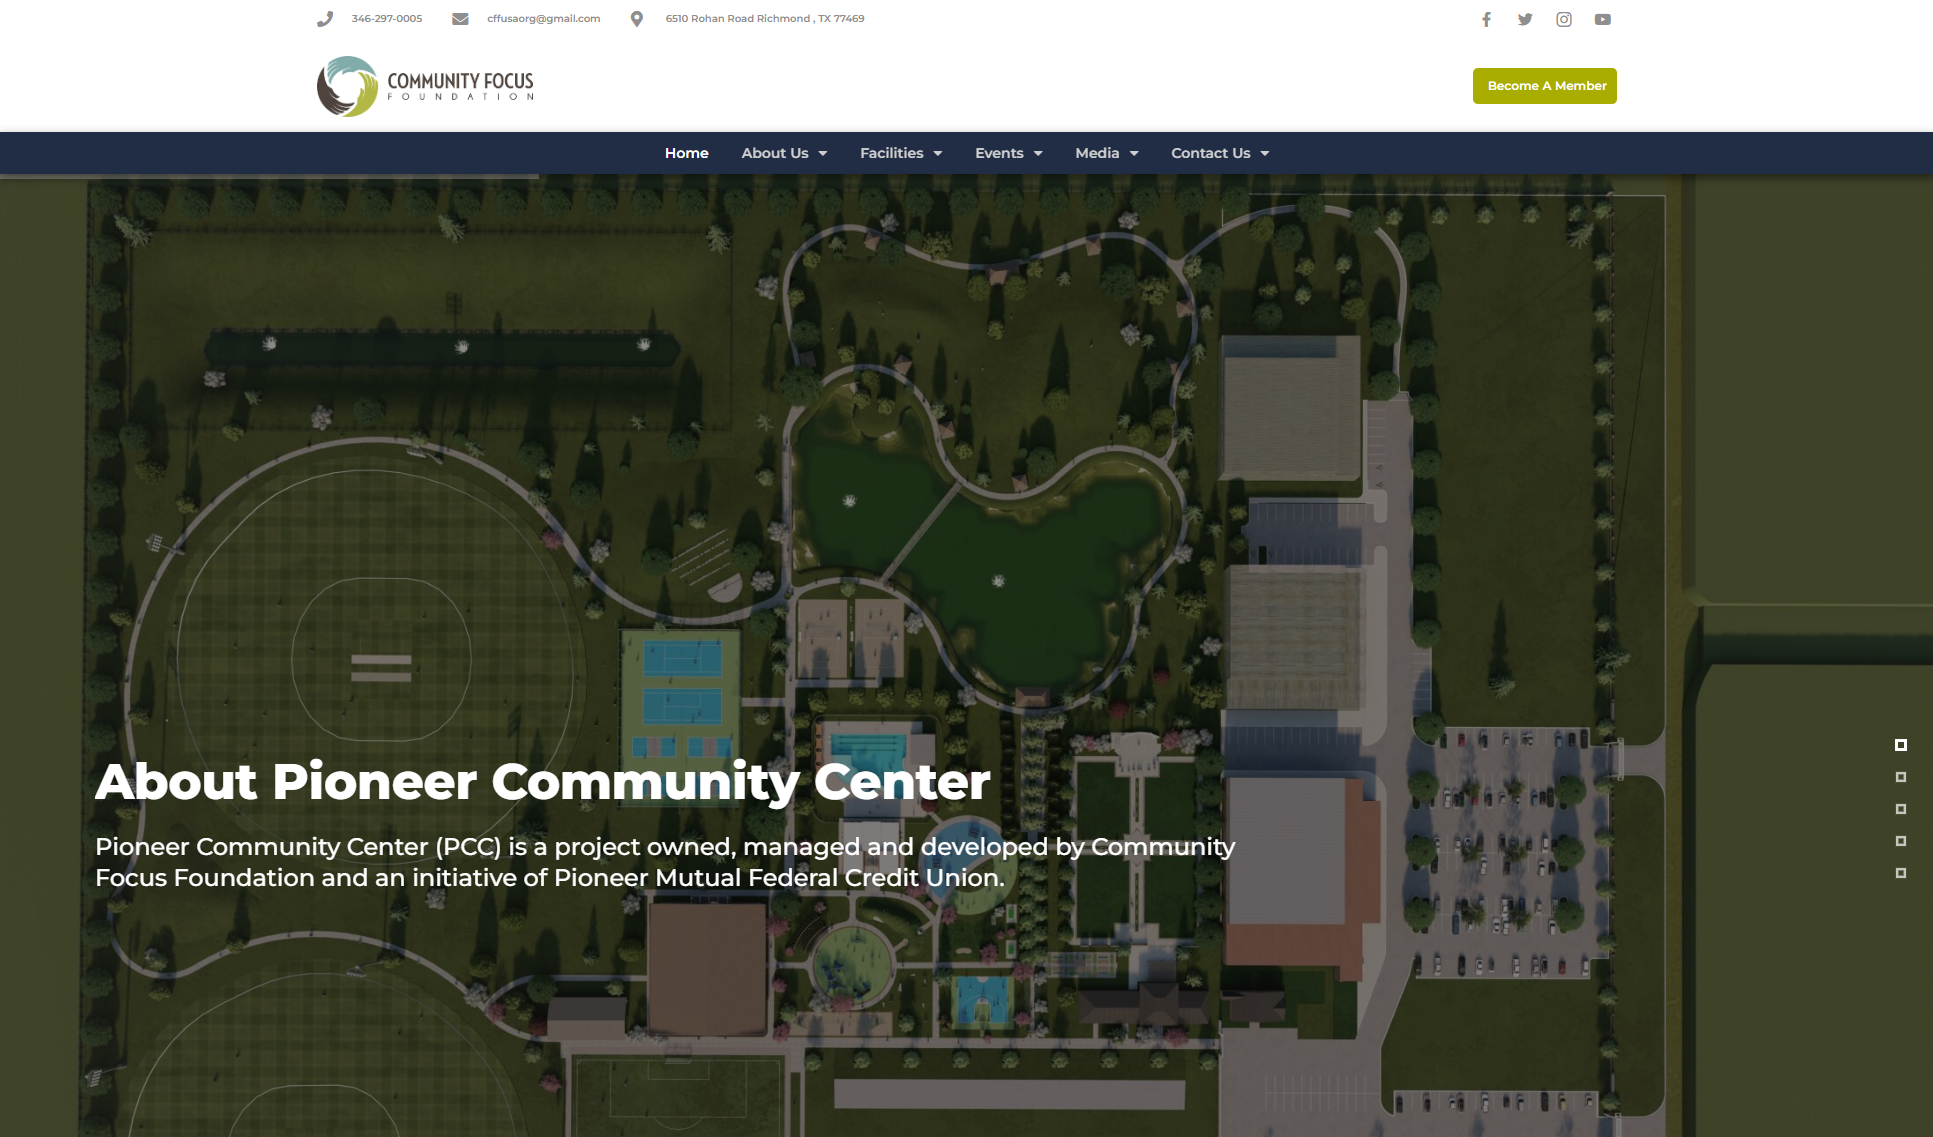 346-297-0005
cffusaorg@gmail.com
6510 Rohan Road Richmond , TX 77469
COMMUNITY FOCUS
FOUNDATION
Become A Member
Home
About Us
Facilities
Events
Media
Contact Us
About Pioneer Community Center
Pioneer Community Center (PCC) is a project owned, managed and developed by Community
Focus Foundation and an initiative of Pioneer Mutual Federal Credit Union.